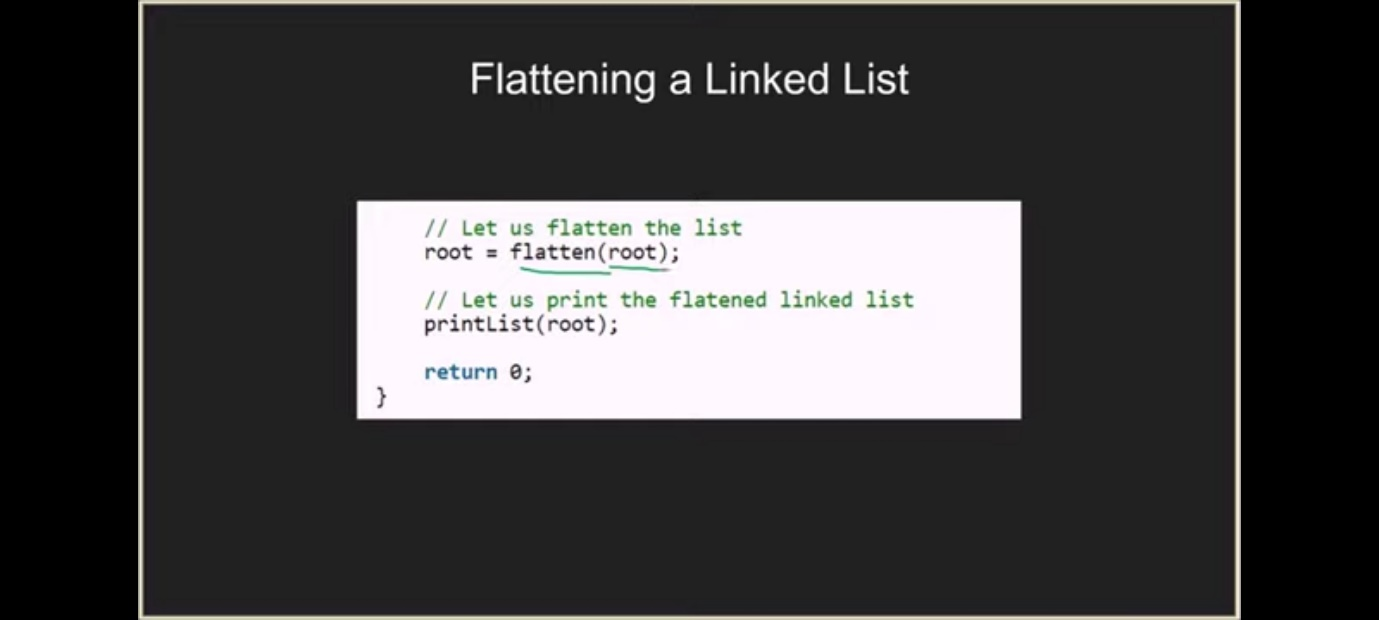 Flattening a Linked List
// Let us flatten the list
root = flatten(root);
// Let us print the flatened linked list
printList(root);
return 0;
}